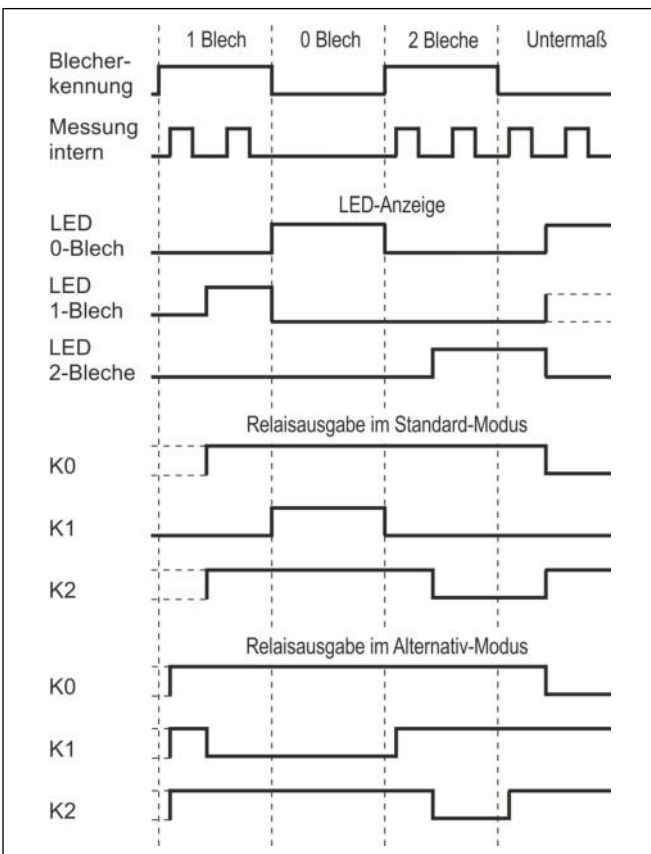 1 Blech 0 Blech 2 Bleche Untermaß
Blecher-
kennung
Messung
intern
LED-Anzeige
LED
0-Blech
LED
1-Blech
LED
2-Bleche
Relaisausgabe im Standard-Modus
K0
K1
K2
Relaisausgabe im Alternativ-Modus
K0
K1
K2